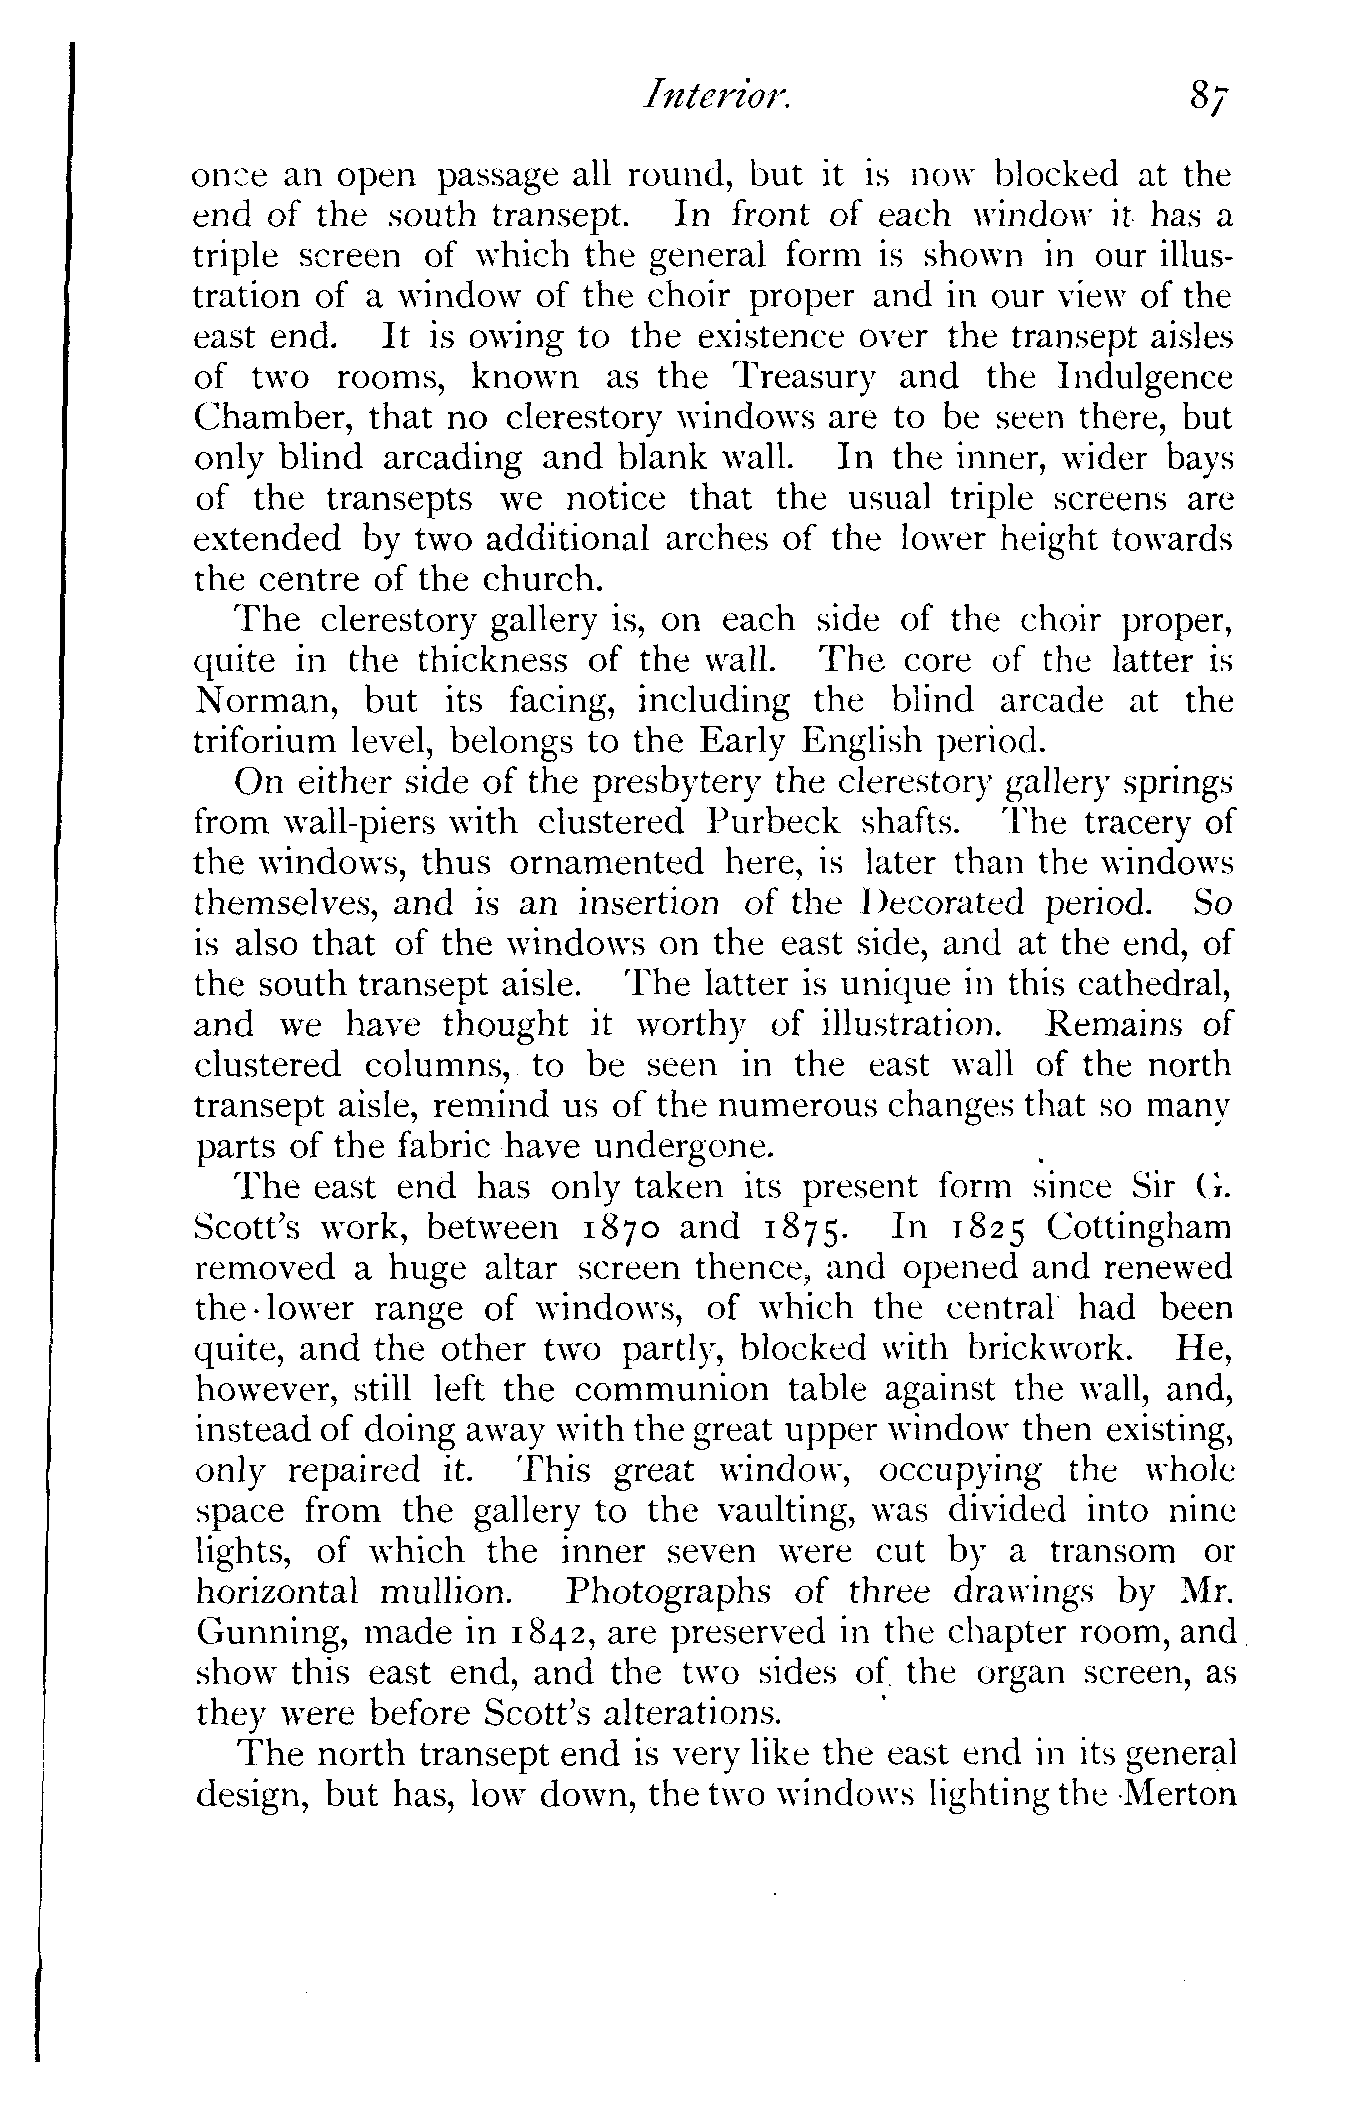 Interior. 87
once an open passage all round, but it is now blocked at the
end of the south transept. In front of each window it has a
triple screen of which the general form is shown in our illus-
tration of a window of the choir proper and in our view of the
east end. It is owing to the existence over the transept aisles
of two rooms, known as the Treasury and the Indulgence
Chamber, that no clerestory windows are to be seen there, but
only blind arcading and blank wall. In the inner, wider bays
of the transepts we notice that the usual triple screens are
extended by two additional arches of the lower height towards
the centre of the church.
The clerestory gallery is, on each side of the choir proper,
quite in the thickness of the wall. The core of the latter is
Norman, but its facing, including the blind arcade at the
triforium level, belongs to the Early English period.
On either side of the presbytery the clerestory gallery springs
from wall-piers with clustered Purbeck shafts. The tracery of
the windows, thus ornamented here, is later than the windows
themselves, and is an insertion of the Decorated period. So
is also that of the windows on the east side, and at the end, of
the south transept aisle. The latter is unique in this cathedral,
and we have thought it worthy of illustration. Remains of
clustered columns, to be seen in the east wall of the north
transept aisle, remind us of the numerous changes that so many
parts of the fabric have undergone.
The east end has only taken its present form since Sir G.
Scott's work, between 1870 and 1875. In 1825 Cottingham
removed a huge altar screen thence, and opened and renewed
the lower range of windows, of which the central had been
quite, and the other two partly, blocked with brickwork. He,
however, still left the communion table against the wall, and,
instead of doing away with the great upper window then existing,
only repaired it. This great window, occupying the whole
space from the gallery to the vaulting, was divided into nine
lights, of which the inner seven were cut by a transom or
horizontal mullion. Photographs of three drawings by Mr.
Gunning, made in 1842, are preserved in the chapter room, and
show this east end, and the two sides of the organ screen, as
they were before Scott's alterations.
The north transept end is very like the east end in its general
design, but has, low down, the two windows lighting the Merton